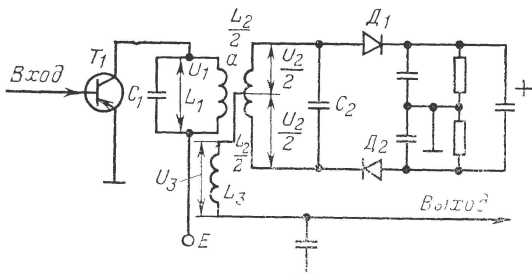 L₂/2
Д₁
T₁
Вход
C₁
U₁
L₁
а
U₂/2
U₂/2
C₂
+
L₂/2
U₃
L₃
Д₂
E
Выход